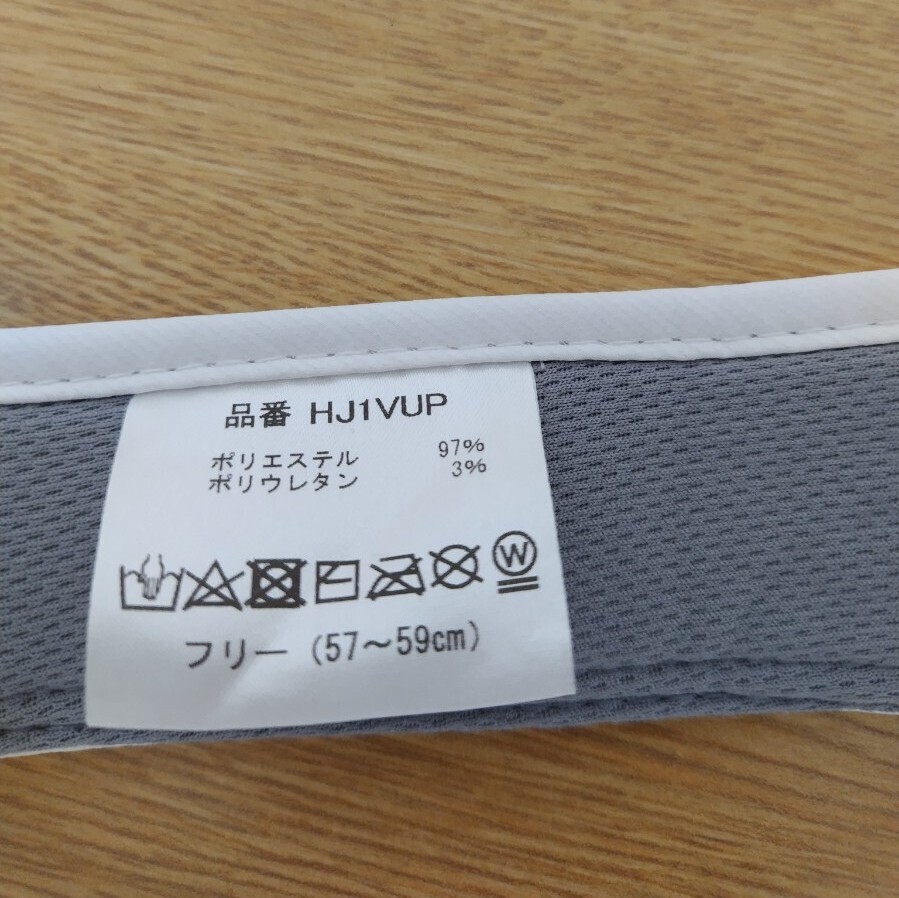 品番 HJ1VUP
ポリエステル 97%
ポリウレタン 3%
W
フリー (57～59cm)